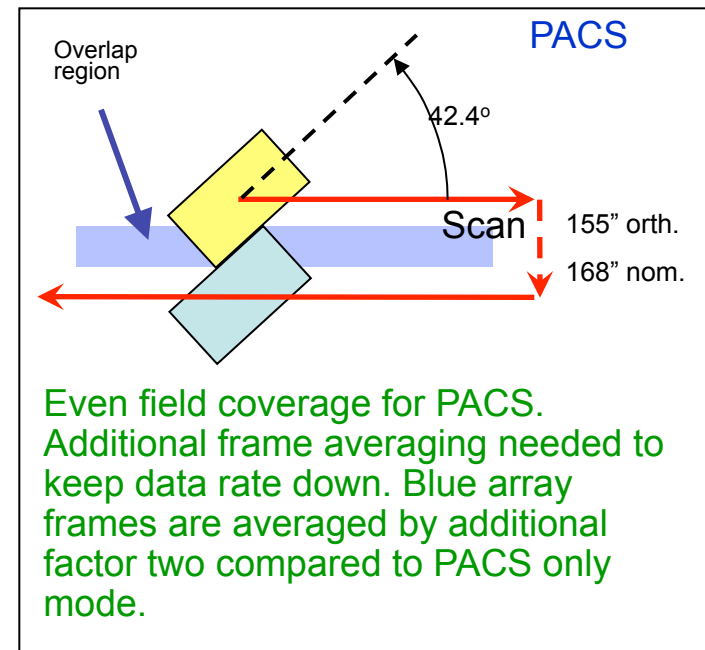 PACS
Overlap
region
42.4º
Scan
155” orth.
168” nom.
Even field coverage for PACS.
Additional frame averaging needed to
keep data rate down. Blue array
frames are averaged by additional
factor two compared to PACS only
mode.